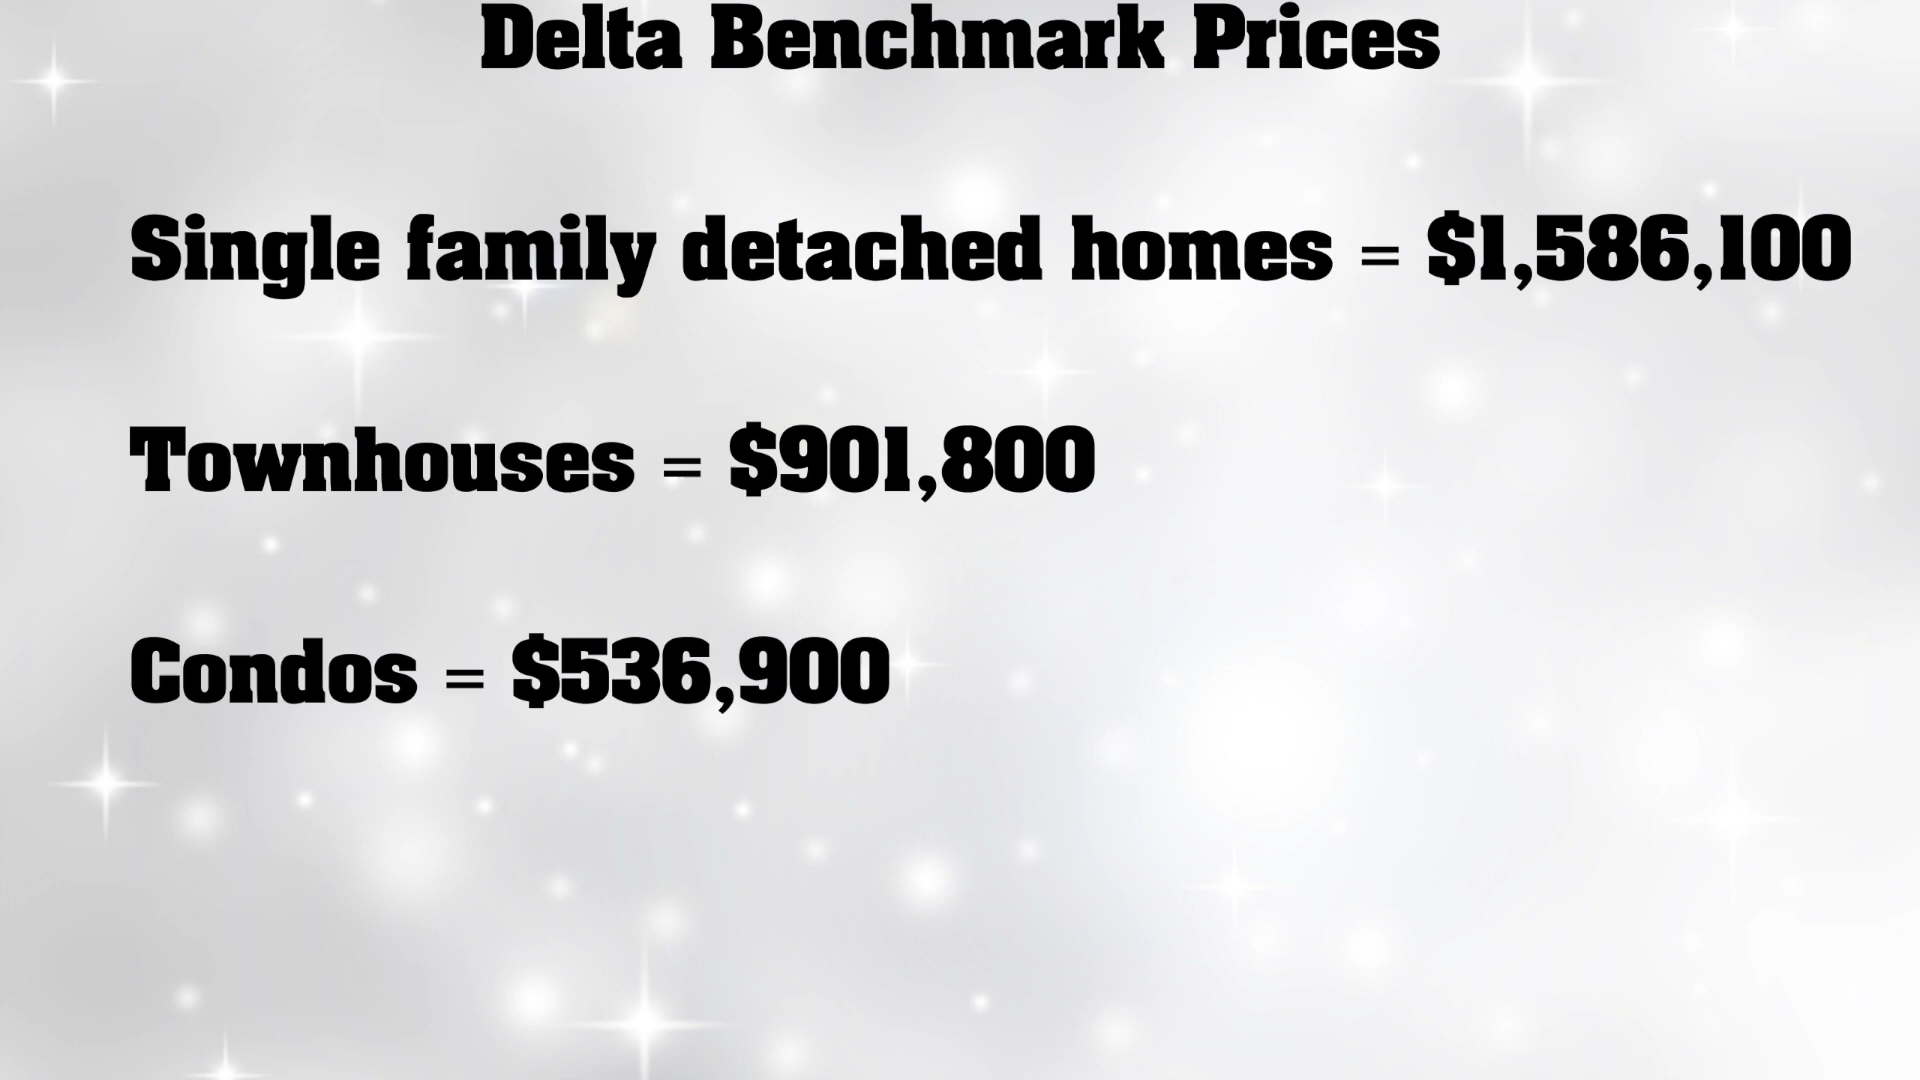 Delta Benchmark Prices
Single family detached homes = $1,586,100
Townhouses = $901,800
Condos = $536,900